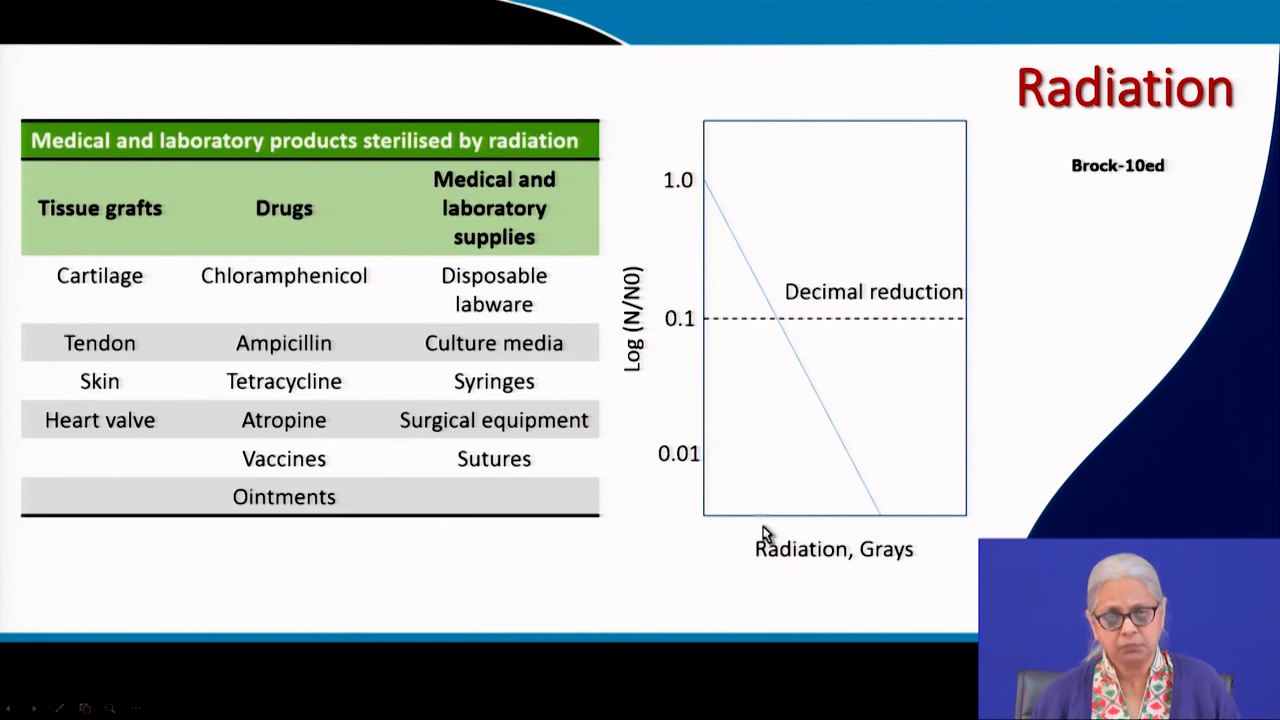 Radiation
Brock-10ed
Medical and laboratory products sterilised by radiation
Tissue grafts
Drugs
Medical and
laboratory
supplies
Cartilage
Chloramphenicol
Disposable
labware
Tendon
Ampicillin
Culture media
Skin
Tetracycline
Syringes
Heart valve
Atropine
Surgical equipment
Vaccines
Sutures
Ointments
Log (N/N0)
1.0
Decimal reduction
0.1
0.01
Radiation, Grays